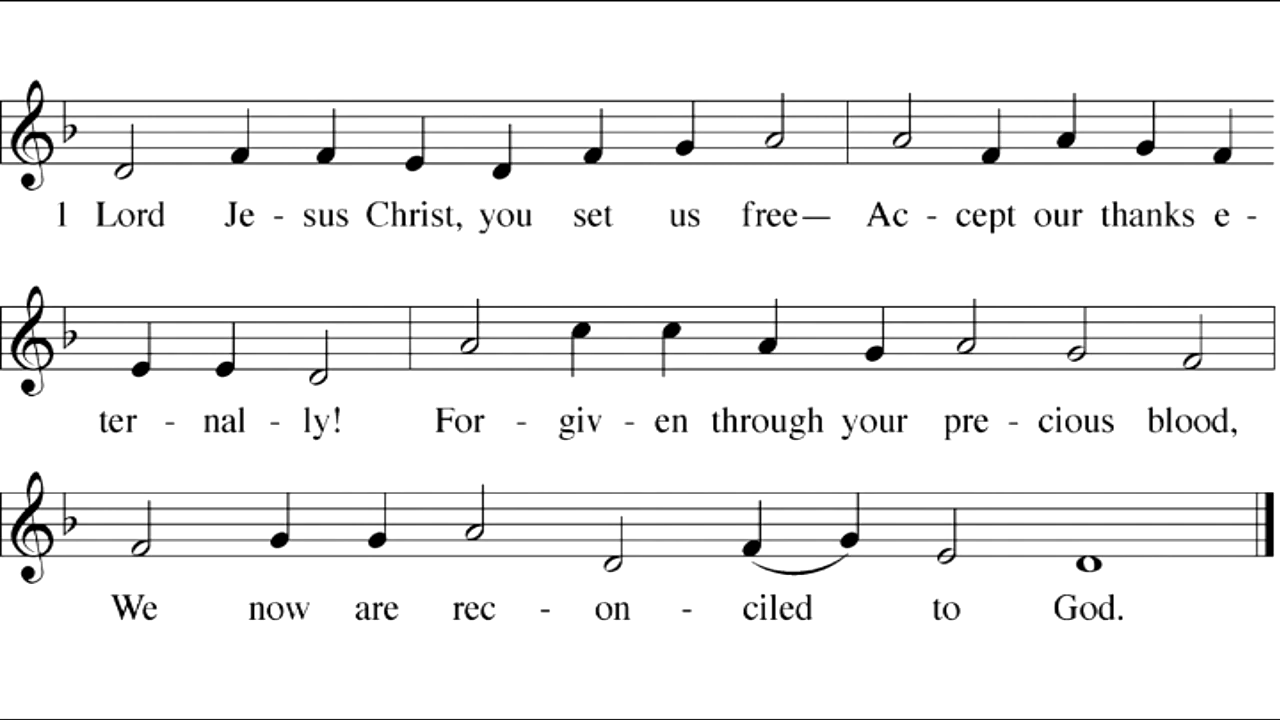 1 Lord Je - sus Christ, you set us free— Ac - cept our thanks e -
ter - nal - ly! For - giv - en through your pre - cious blood,
We now are rec - on - ciled to God.